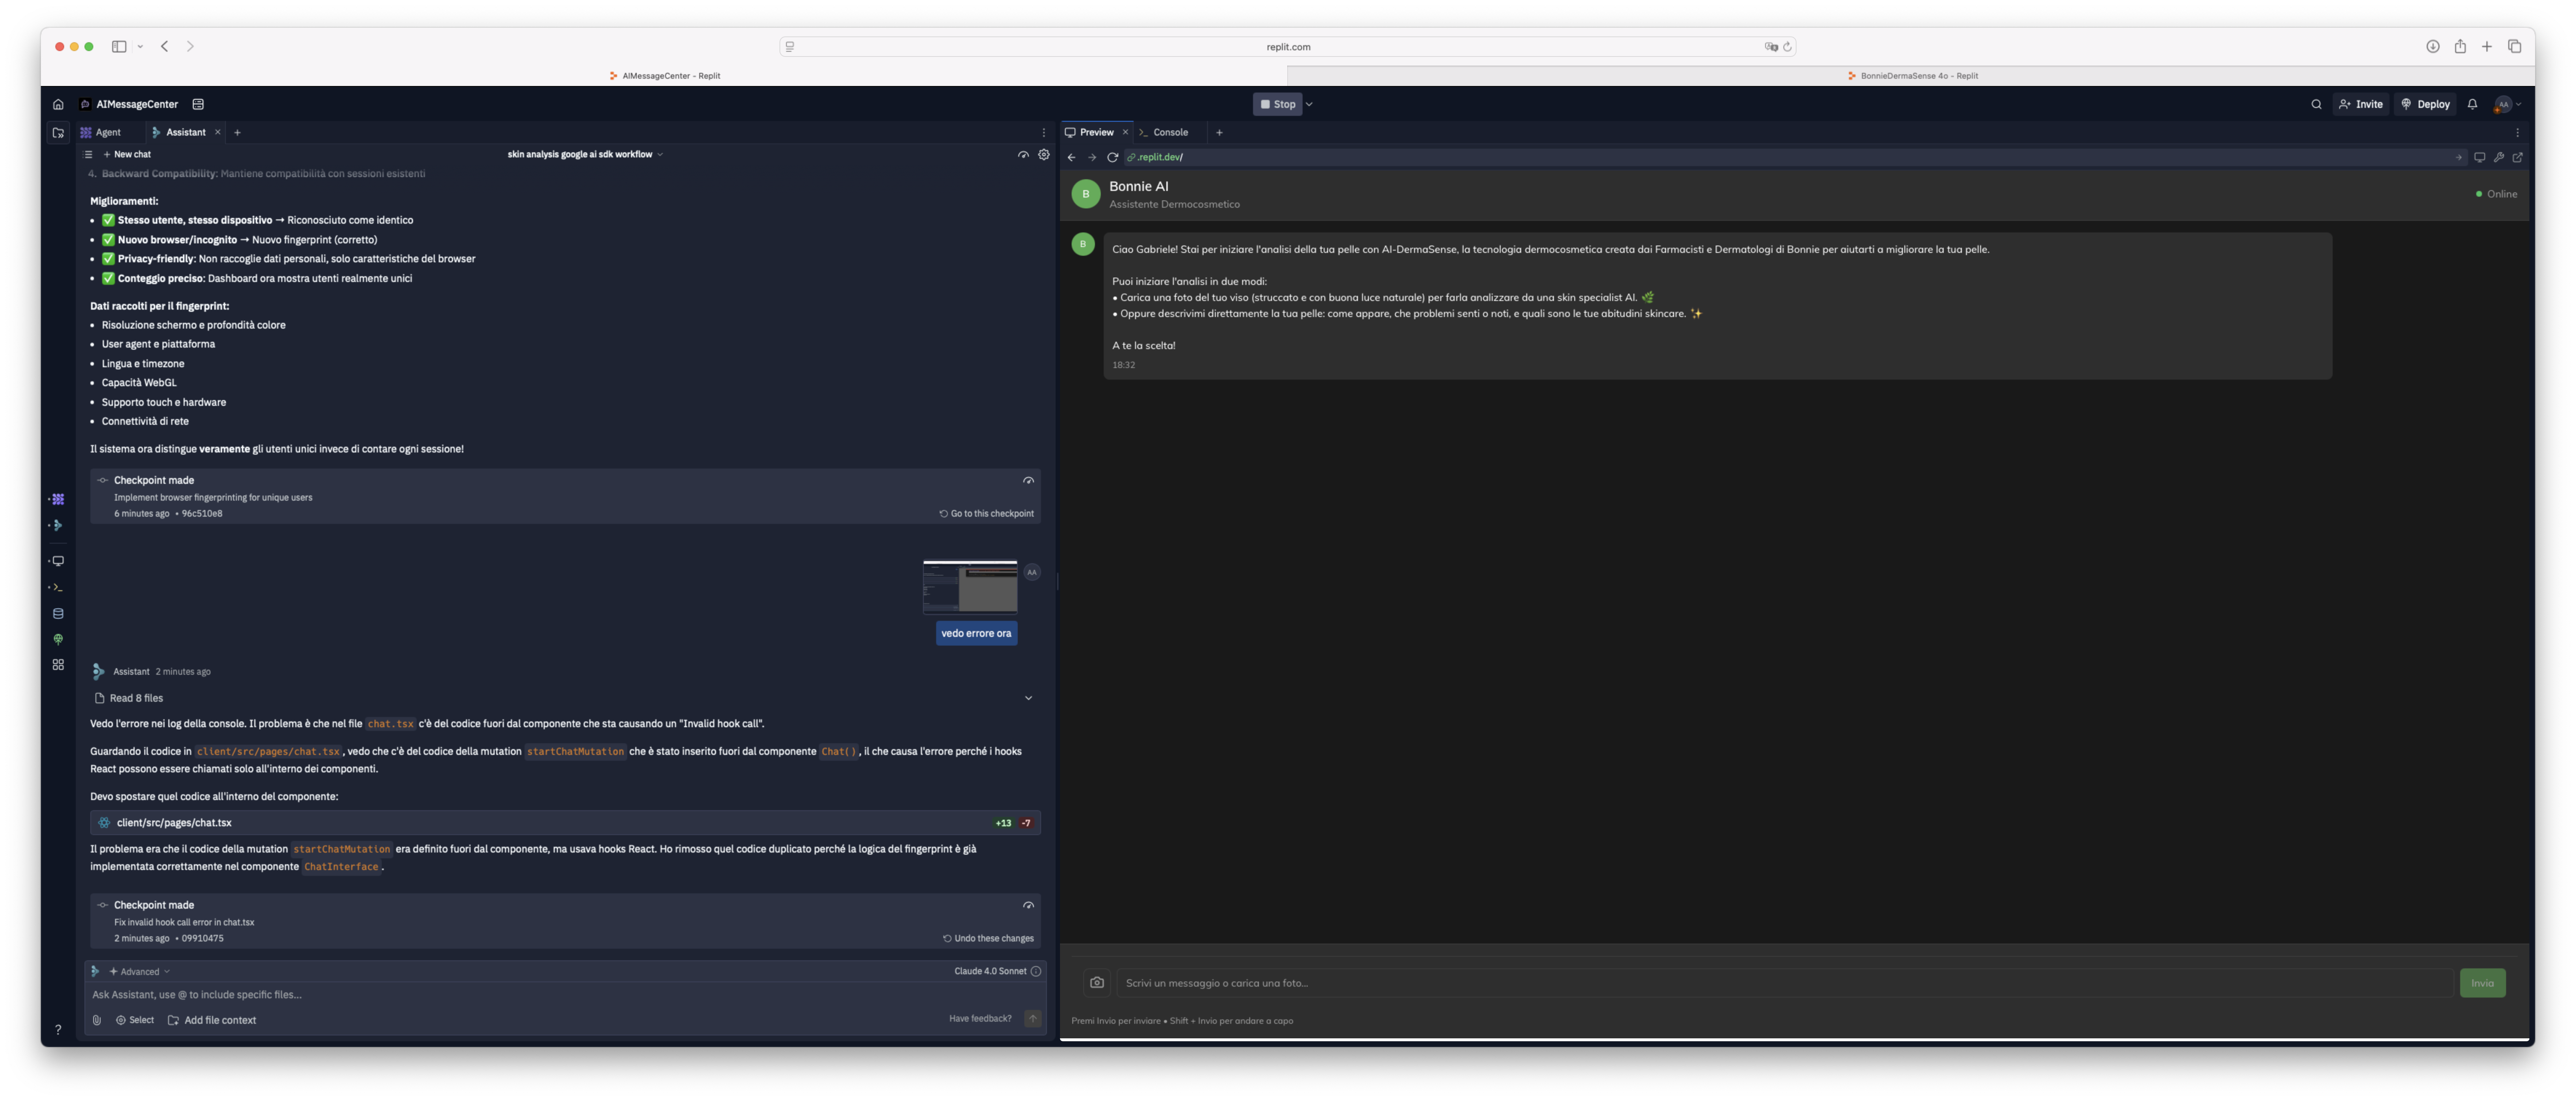 replit.com
AIMessageCenter - Replit
BonnieDermaSense 4o - Replit
AIMessageCenter
Stop
Invite
Deploy
AA
Agent
Assistant
Preview
Console
New chat
skin analysis google ai sdk workflow
.replit.dev/
4. Backward Compatibility: Mantiene compatibilità con sessioni esistenti
Miglioramenti:
• ✅ Stesso utente, stesso dispositivo → Riconosciuto come identico
• ✅ Nuovo browser/incognito → Nuovo fingerprint (corretto)
• ✅ Privacy-friendly: Non raccoglie dati personali, solo caratteristiche del browser
• ✅ Conteggio preciso: Dashboard ora mostra utenti realmente unici
Dati raccolti per il fingerprint:
• Risoluzione schermo e profondità colore
• User agent e piattaforma
• Lingua e timezone
• Capacità WebGL
• Supporto touch e hardware
• Connettività di rete
Il sistema ora distingue veramente gli utenti unici invece di contare ogni sessione!
Checkpoint made
Implement browser fingerprinting for unique users
6 minutes ago • 96c510e8
Go to this checkpoint
AA
vedo errore ora
Assistant 2 minutes ago
Read 8 files
Vedo l'errore nei log della console. Il problema è che nel file chat.tsx c'è del codice fuori dal componente che sta causando un "Invalid hook call".
Guardando il codice in client/src/pages/chat.tsx, vedo che c'è del codice della mutation startChatMutation che è stato inserito fuori dal componente Chat(), il che causa l'errore perché i hooks
React possono essere chiamati solo all'interno dei componenti.
Devo spostare quel codice all'interno del componente:
client/src/pages/chat.tsx
+13 -7
Il problema era che il codice della mutation startChatMutation era definito fuori dal componente, ma usava hooks React. Ho rimosso quel codice duplicato perché la logica del fingerprint è già
implementata correttamente nel componente ChatInterface.
Checkpoint made
Fix invalid hook call error in chat.tsx
2 minutes ago • 09910475
Undo these changes
Advanced
Claude 4.0 Sonnet
Ask Assistant, use @ to include specific files...
Select
Add file context
Have feedback?
?
B
Bonnie AI
Assistente Dermocosmetico
Online
B
Ciao Gabriele! Stai per iniziare l'analisi della tua pelle con AI-DermaSense, la tecnologia dermocosmetica creata dai Farmacisti e Dermatologi di Bonnie per aiutarti a migliorare la tua pelle.
Puoi iniziare l'analisi in due modi:
• Carica una foto del tuo viso (struccato e con buona luce naturale) per farla analizzare da una skin specialist AI. 🌿
• Oppure descrivimi direttamente la tua pelle: come appare, che problemi senti o noti, e quali sono le tue abitudini skincare. ✨
A te la scelta!
18:32
Scrivi un messaggio o carica una foto...
Invia
Premi Invio per inviare • Shift + Invio per andare a capo